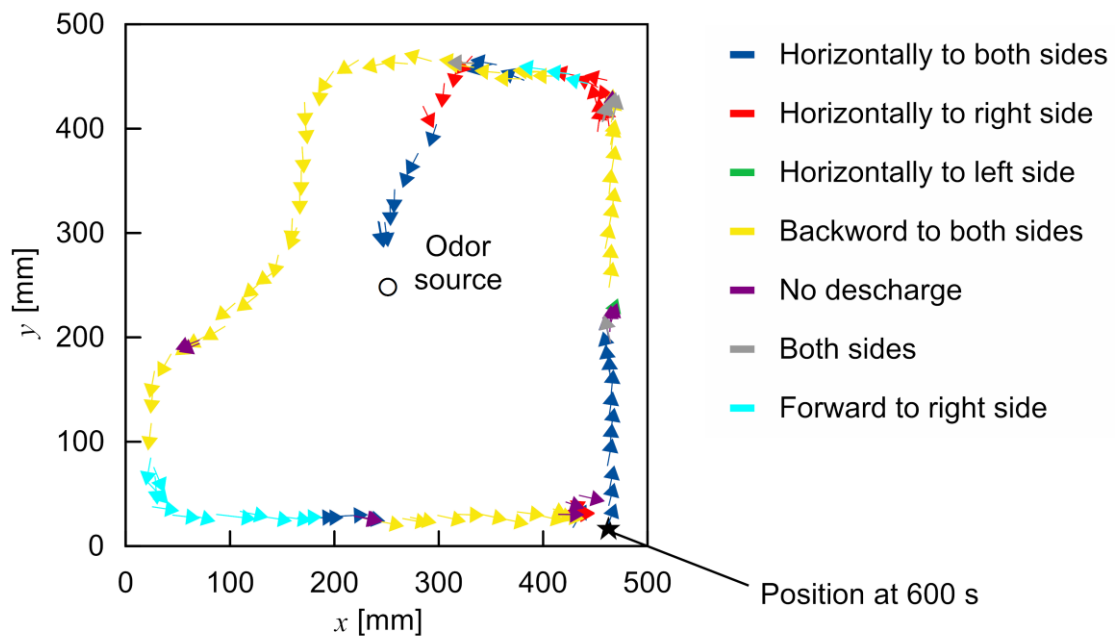 500
400
300
200
100
0
y [mm]
0
100
200
300
400
500
x [mm]
Odor
source
Horizontally to both sides
Horizontally to right side
Horizontally to left side
Backword to both sides
No descharge
Both sides
Forward to right side
Position at 600 s